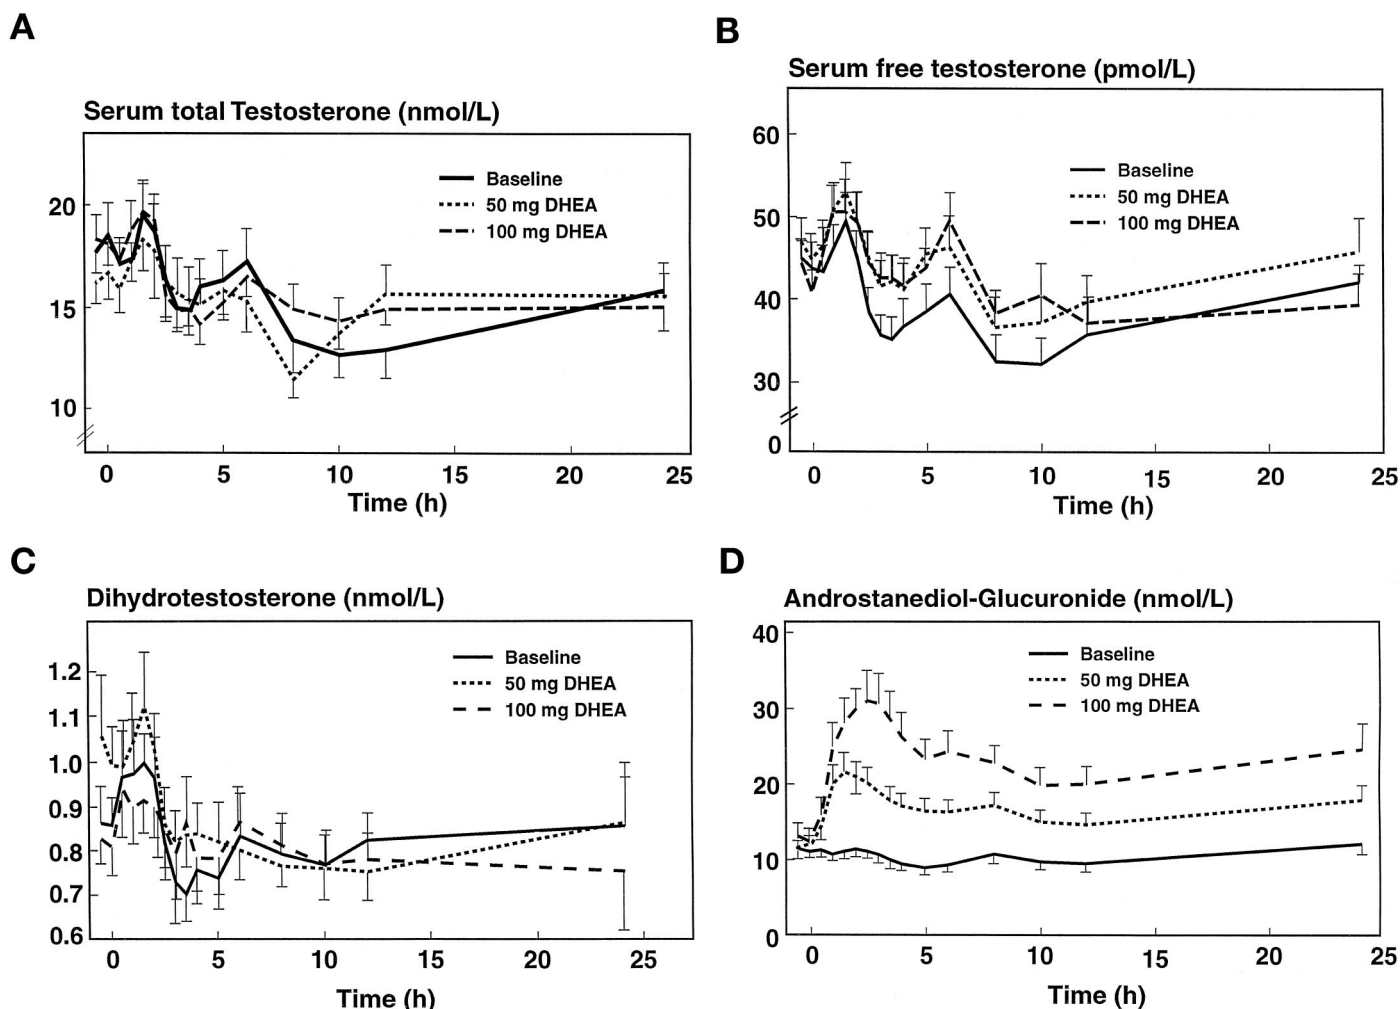 A
Serum total Testosterone (nmol/L)
Baseline
50 mg DHEA
100 mg DHEA
20
15
10
0 5 10 15 20 25
Time (h)
B
Serum free testosterone (pmol/L)
Baseline
50 mg DHEA
100 mg DHEA
60
50
40
30
0
0 5 10 15 20 25
Time (h)
C
Dihydrotestosterone (nmol/L)
Baseline
50 mg DHEA
100 mg DHEA
1.2
1.1
1.0
0.9
0.8
0.7
0.6
0 5 10 15 20 25
Time (h)
D
Androstanediol-Glucuronide (nmol/L)
Baseline
50 mg DHEA
100 mg DHEA
40
30
20
10
0
0 5 10 15 20 25
Time (h)